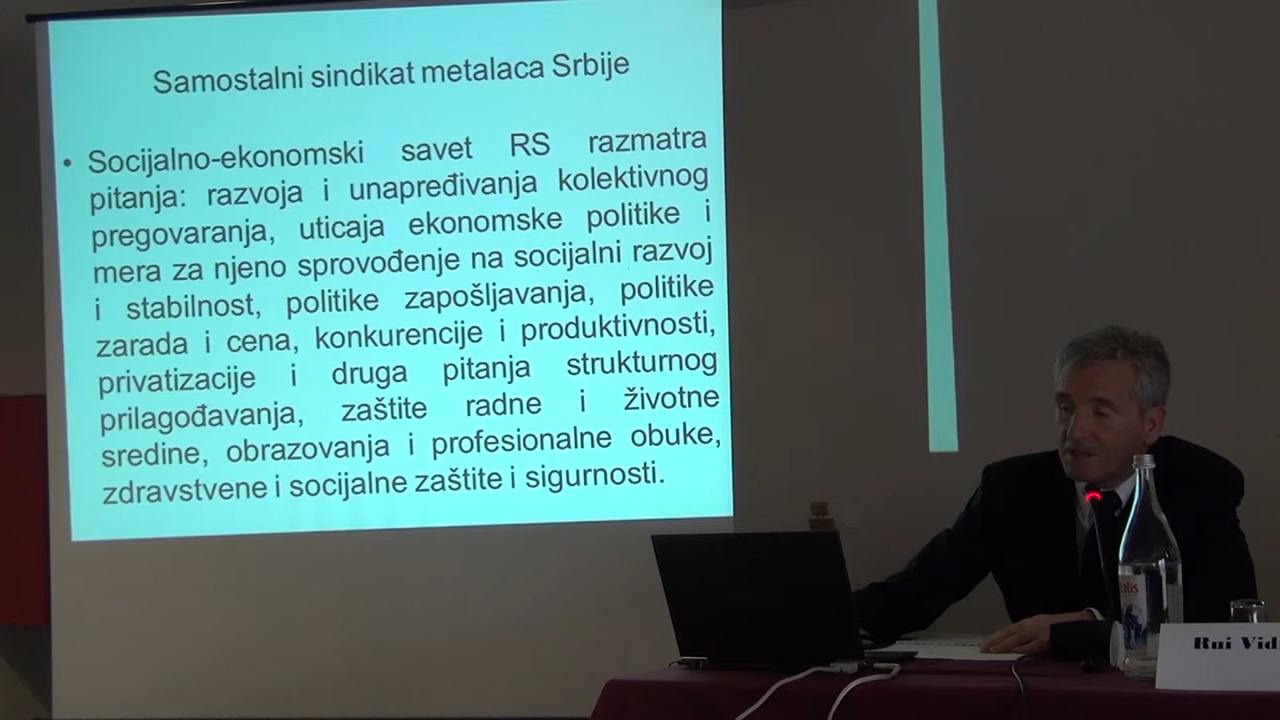 Samostalni sindikat metalaca Srbije
• Socijalno-ekonomski savet RS razmatra
pitanja: razvoja i unapređivanja kolektivnog
pregovaranja, uticaja ekonomske politike i
mera za njeno sprovođenje na socijalni razvoj
i stabilnost, politike zapošljavanja, politike
zarada i cena, konkurencije i produktivnosti,
privatizacije i druga pitanja strukturnog
prilagođavanja, zaštite radne i životne
sredine, obrazovanja i profesionalne obuke,
zdravstvene i socijalne zaštite i sigurnosti.
Rui